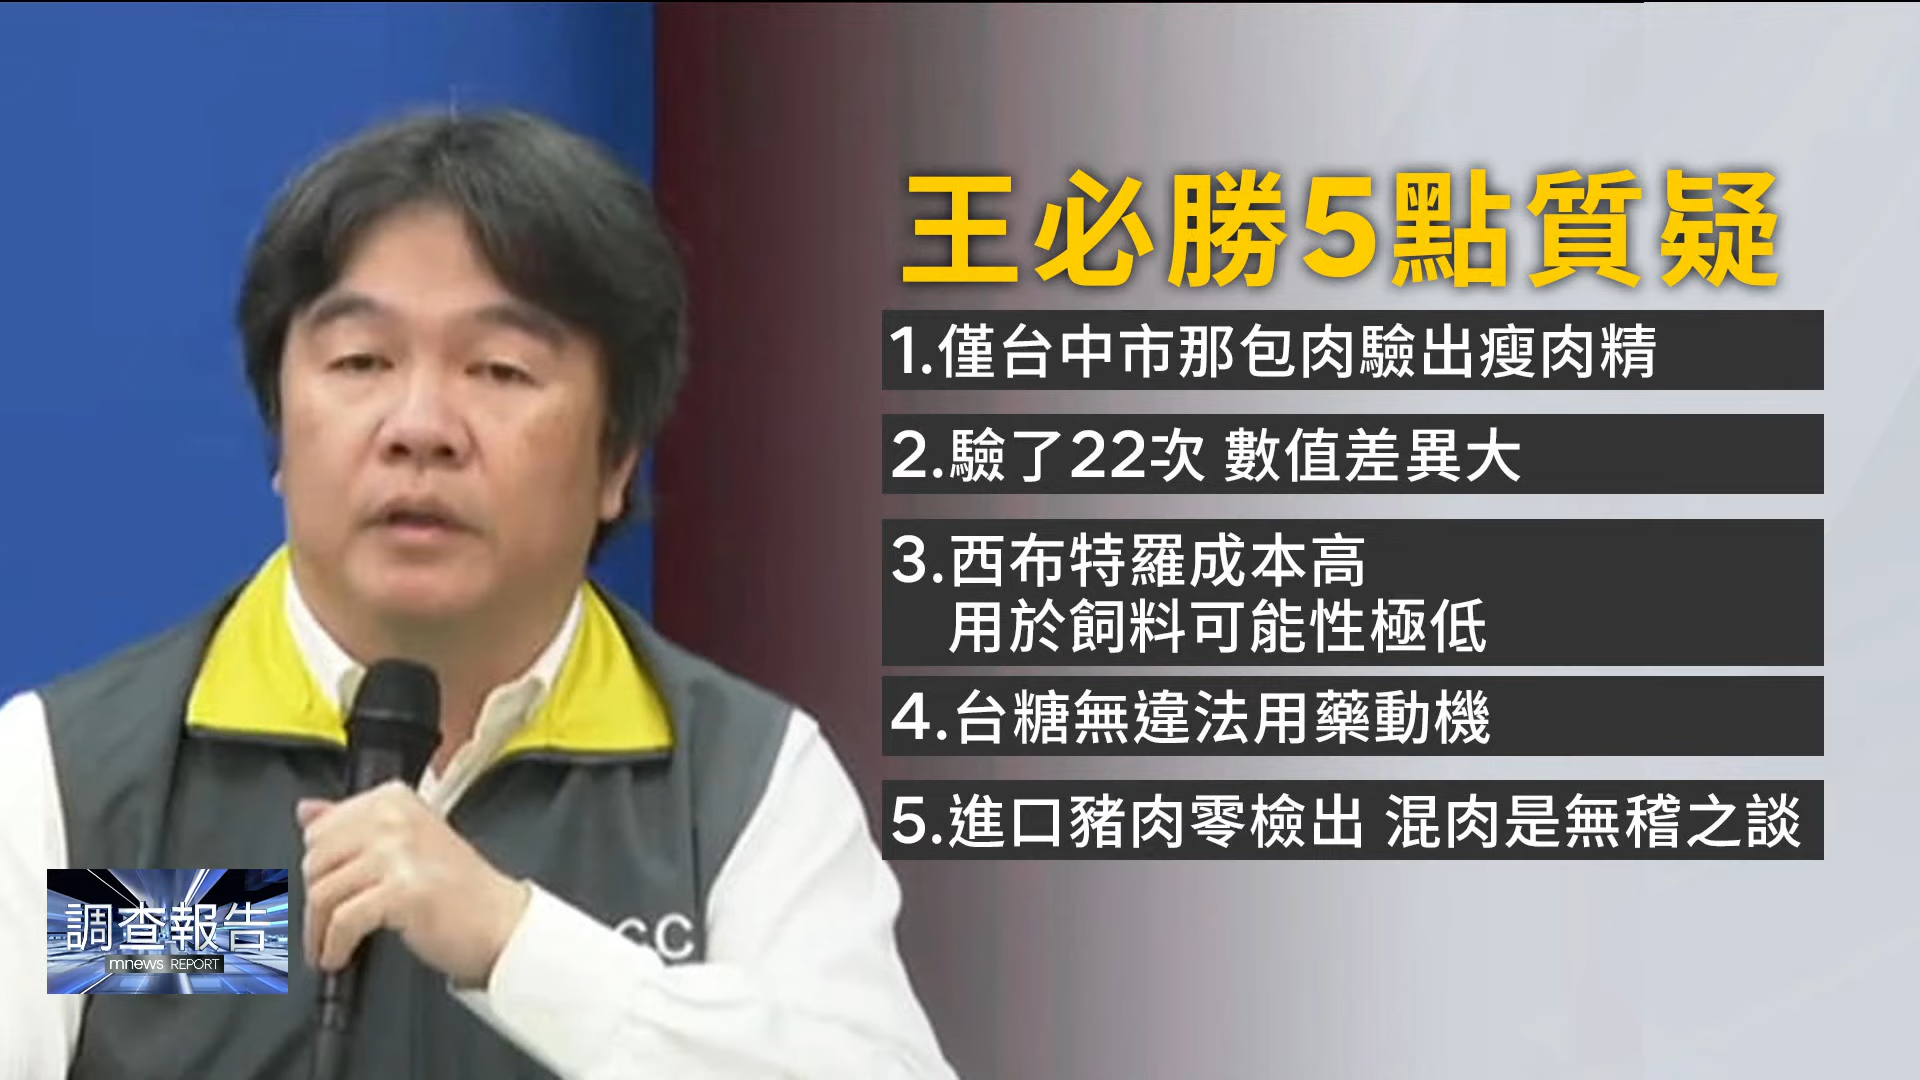 王必勝5點質疑
1.僅台中市那包肉驗出瘦肉精
2.驗了22次 數值差異大
3.西布特羅成本高
用於飼料可能性極低
4.台糖無違法用藥動機
5.進口豬肉零檢出 混肉是無稽之談
CC
調查報告
mnews REPORT